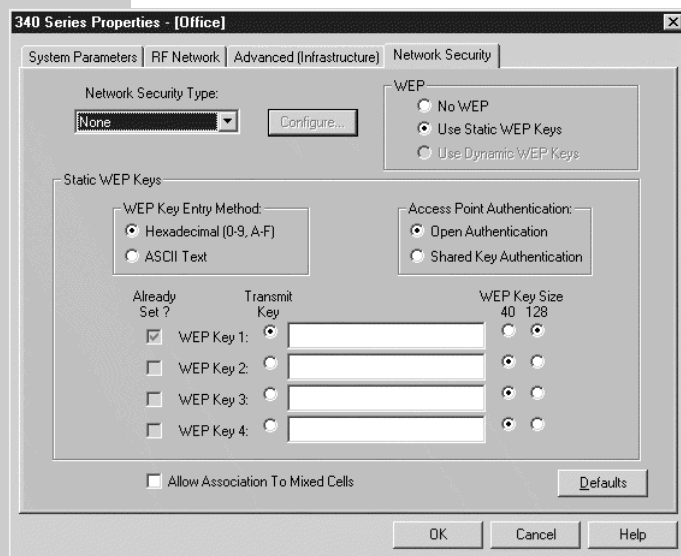 340 Series Properties - [Office]
System Parameters RF Network Advanced (Infrastructure) Network Security
Network Security Type:
None
Configure...
WEP
No WEP
Use Static WEP Keys
Use Dynamic WEP Keys
Static WEP Keys
WEP Key Entry Method:
Hexadecimal (0-9, A-F)
ASCII Text
Access Point Authentication:
Open Authentication
Shared Key Authentication
Already
Set ?
Transmit
Key
WEP Key Size
40 128
WEP Key 1:
WEP Key 2:
WEP Key 3:
WEP Key 4:
Allow Association To Mixed Cells
Defaults
OK Cancel Help